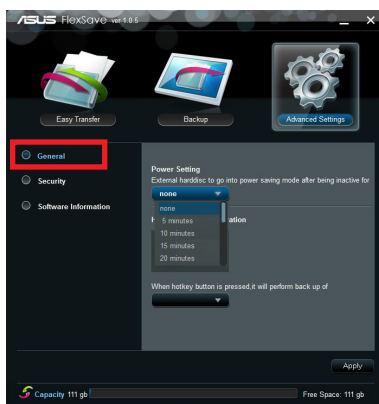 ASUS FlexSave ver 1.0.5
Easy Transfer
Backup
Advanced Settings
General
Security
Software Information
Power Setting
External harddisc to go into power saving mode after being inactive for
none
none
5 minutes
10 minutes
15 minutes
20 minutes
ation
When hotkey button is pressed,it will perform back up of
Apply
Capacity 111 gb
Free Space: 111 gb